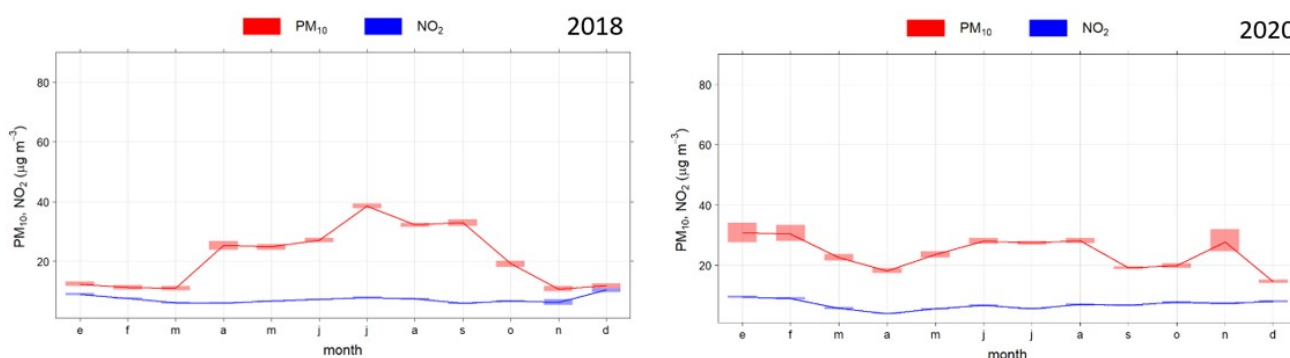 PM₁₀ NO₂ 2018
80
60
40
20
PM₁₀, NO₂ (μg m⁻³)
e f m a m j j a s o n d
month
PM₁₀ NO₂ 2020
80
60
40
20
PM₁₀, NO₂ (μg m⁻³)
e f m a m j j a s o n d
month